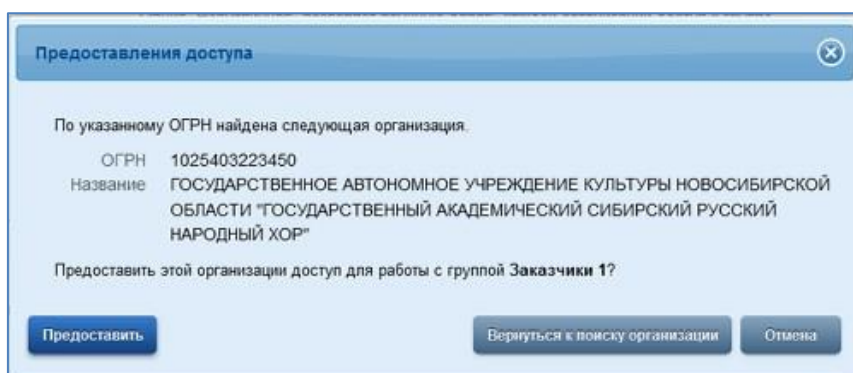 Предоставления доступа
По указанному ОГРН найдена следующая организация.
ОГРН 1025403223450
Название ГОСУДАРСТВЕННОЕ АВТОНОМНОЕ УЧРЕЖДЕНИЕ КУЛЬТУРЫ НОВОСИБИРСКОЙ
ОБЛАСТИ "ГОСУДАРСТВЕННЫЙ АКАДЕМИЧЕСКИЙ СИБИРСКИЙ РУССКИЙ
НАРОДНЫЙ ХОР"
Предоставить этой организации доступ для работы с группой Заказчики 1?
Предоставить Вернуться к поиску организации Отмена